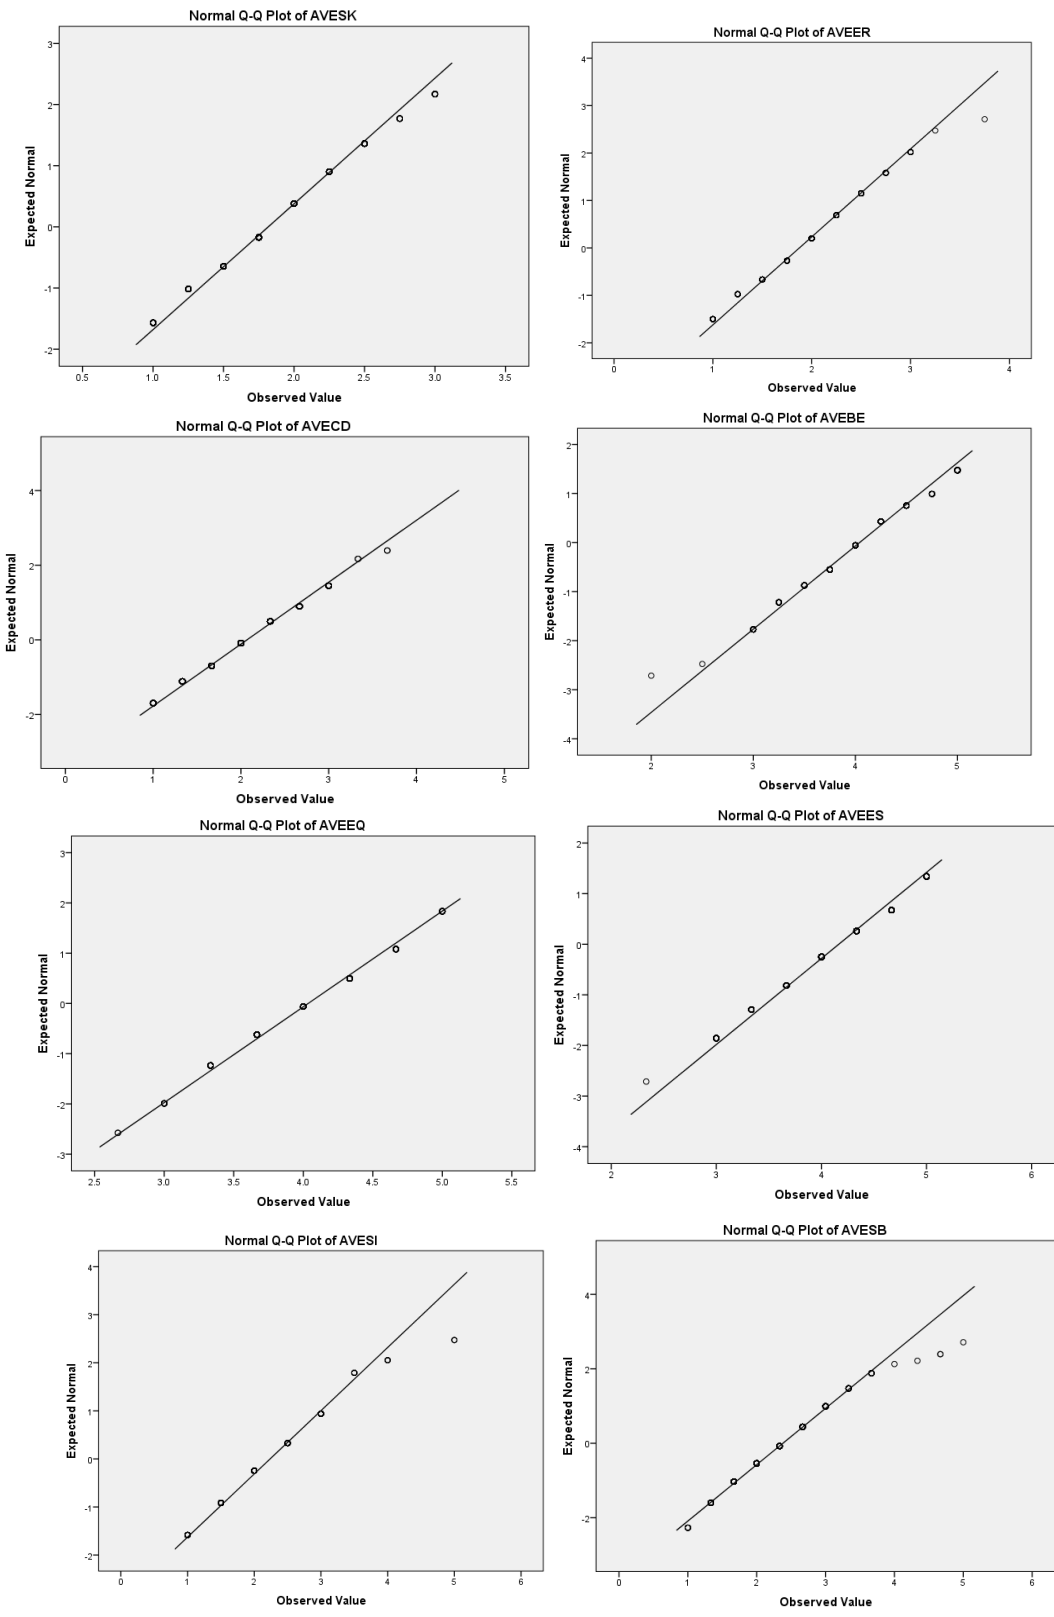 Normal Q-Q Plot of AVESK
3
2
1
0
-1
-2
Expected Normal
0.5 1.0 1.5 2.0 2.5 3.0 3.5
Observed Value
Normal Q-Q Plot of AVEER
4
3
2
1
0
-1
-2
Expected Normal
0 1 2 3 4
Observed Value
Normal Q-Q Plot of AVECD
4
2
0
-2
Expected Normal
0 1 2 3 4 5
Observed Value
Normal Q-Q Plot of AVEBE
2
1
0
-1
-2
-3
-4
Expected Normal
2 3 4 5
Observed Value
Normal Q-Q Plot of AVEEQ
3
2
1
0
-1
-2
-3
Expected Normal
2.5 3.0 3.5 4.0 4.5 5.0 5.5
Observed Value
Normal Q-Q Plot of AVEES
2
1
0
-1
-2
-3
-4
Expected Normal
2 3 4 5 6
Observed Value
Normal Q-Q Plot of AVESI
4
3
2
1
0
-1
-2
Expected Normal
0 1 2 3 4 5 6
Observed Value
Normal Q-Q Plot of AVESB
4
2
0
-2
Expected Normal
0 1 2 3 4 5 6
Observed Value